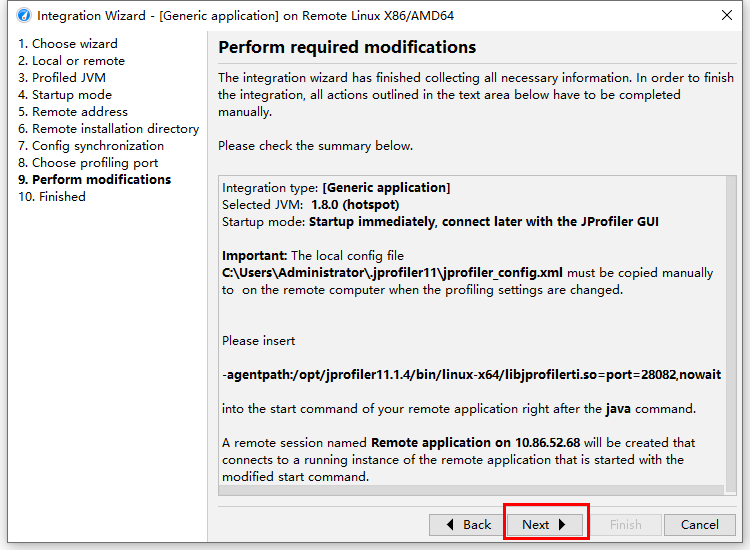 Integration Wizard - [Generic application] on Remote Linux X86/AMD64
1. Choose wizard
2. Local or remote
3. Profiled JVM
4. Startup mode
5. Remote address
6. Remote installation directory
7. Config synchronization
8. Choose profiling port
9. Perform modifications
10. Finished
Perform required modifications
The integration wizard has finished collecting all necessary information. In order to finish
the integration, all actions outlined in the text area below have to be completed
manually.
Please check the summary below.
Integration type: [Generic application]
Selected JVM: 1.8.0 (hotspot)
Startup mode: Startup immediately, connect later with the JProfiler GUI
Important: The local config file
C:\Users\Administrator\.jprofiler11\jprofiler_config.xml must be copied manually
to on the remote computer when the profiling settings are changed.
Please insert
-agentpath:/opt/jprofiler11.1.4/bin/linux-x64/libjprofilerti.so=port=28082,nowait
into the start command of your remote application right after the java command.
A remote session named Remote application on 10.86.52.68 will be created that
connects to a running instance of the remote application that is started with the
modified start command.
Back Next Finish Cancel